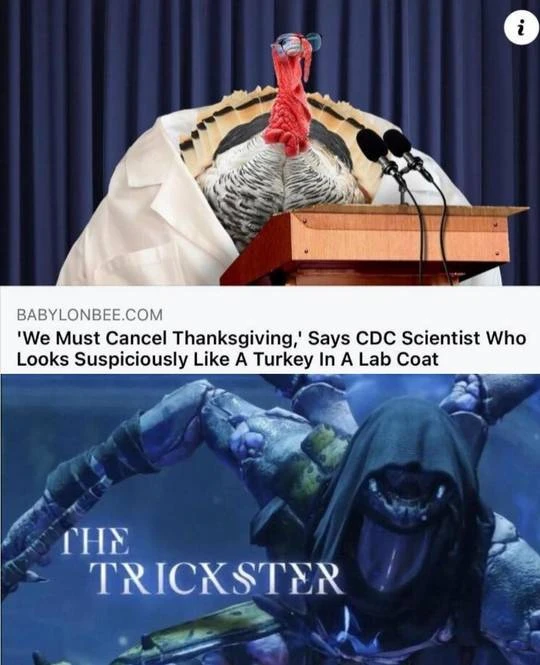 i
BABYLONBEE.COM
'We Must Cancel Thanksgiving,' Says CDC Scientist Who
Looks Suspiciously Like A Turkey In A Lab Coat
THE
TRICKSTER